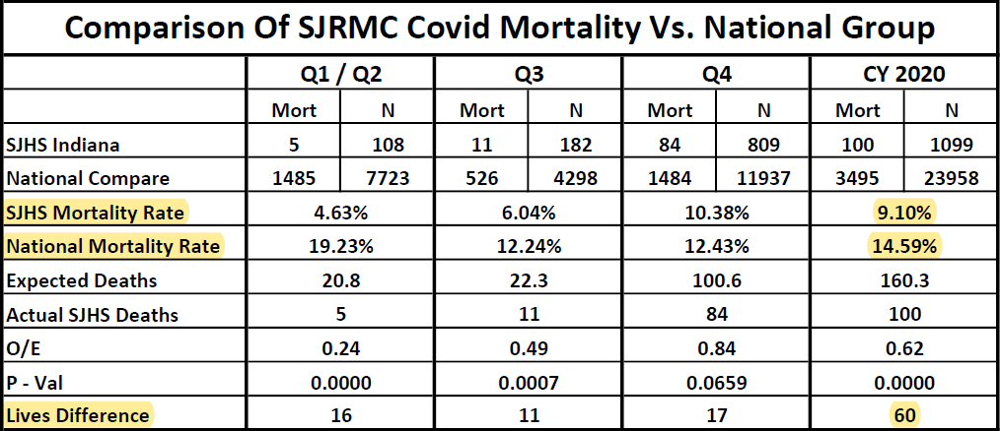 Comparison Of SJRMC Covid Mortality Vs. National Group
Q1 / Q2 Q3 Q4 CY 2020
Mort N Mort N Mort N Mort N
SJHS Indiana 5 108 11 182 84 809 100 1099
National Compare 1485 7723 526 4298 1484 11937 3495 23958
SJHS Mortality Rate 4.63% 6.04% 10.38% 9.10%
National Mortality Rate 19.23% 12.24% 12.43% 14.59%
Expected Deaths 20.8 22.3 100.6 160.3
Actual SJHS Deaths 5 11 84 100
O/E 0.24 0.49 0.84 0.62
P - Val 0.0000 0.0007 0.0659 0.0000
Lives Difference 16 11 17 60